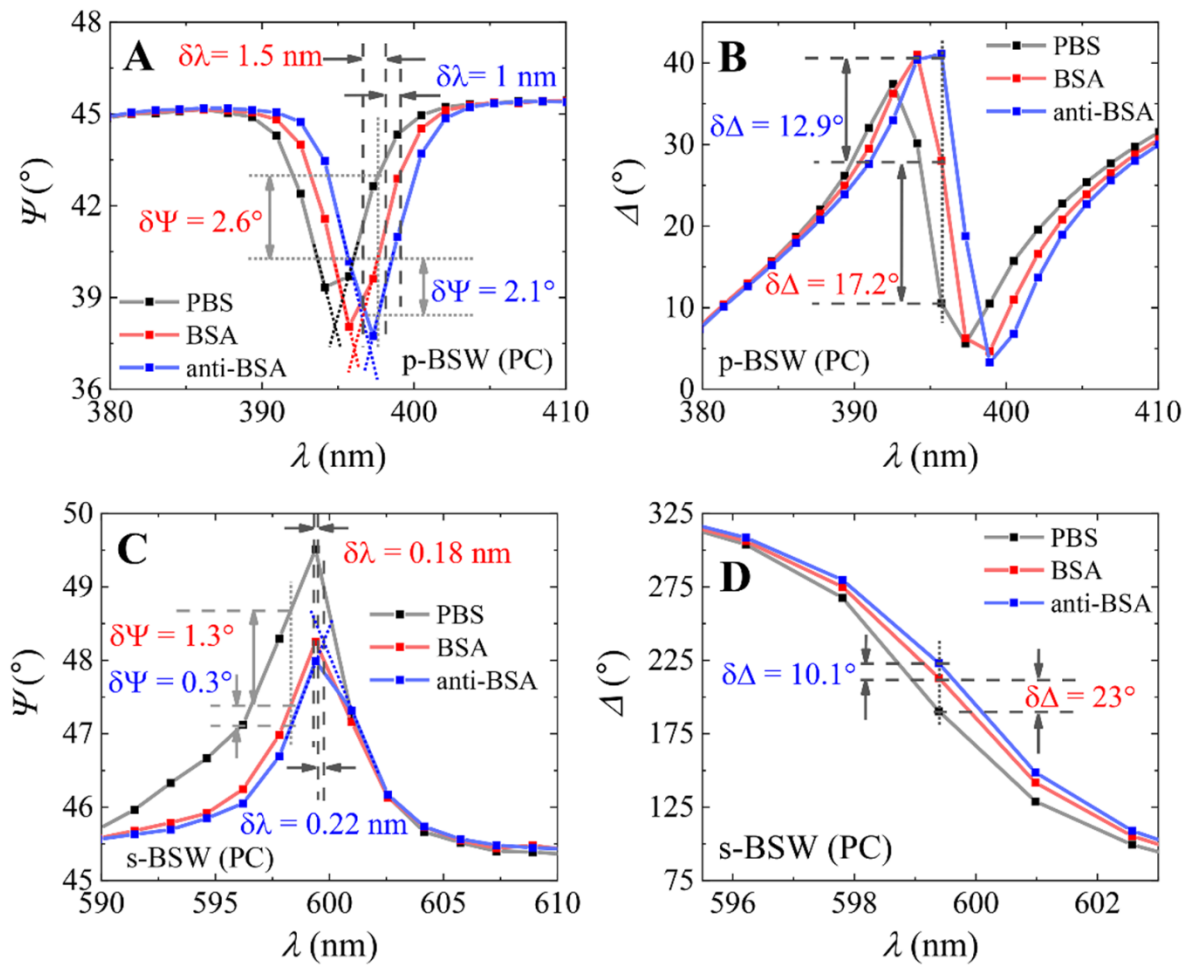 A
δλ= 1.5 nm
δλ= 1 nm
δΨ = 2.6°
δΨ = 2.1°
PBS
BSA
anti-BSA
p-BSW (PC)
Ψ(°)
45
42
39
36
380
390
400
410
λ (nm)
B
PBS
BSA
anti-BSA
δΔ = 12.9°
δΔ = 17.2°
p-BSW (PC)
Δ (°)
40
30
20
10
0
380
390
400
410
λ (nm)
C
δλ = 0.18 nm
PBS
BSA
anti-BSA
δΨ = 1.3°
δΨ = 0.3°
δλ = 0.22 nm
s-BSW (PC)
Ψ(°)
50
49
48
47
46
45
590
595
600
605
610
λ (nm)
D
PBS
BSA
anti-BSA
δΔ = 10.1°
δΔ = 23°
s-BSW (PC)
Δ (°)
325
275
225
175
125
75
596
598
600
602
λ (nm)